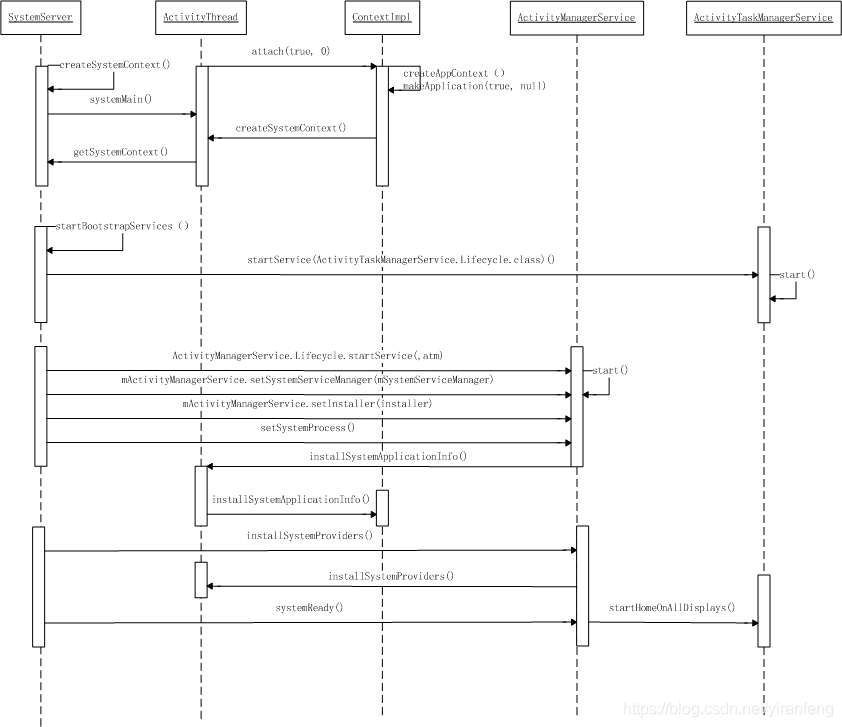 SystemServer
ActivityThread
ContextImpl
ActivityManagerService
ActivityTaskManagerService
attach(true, 0)
createSystemContext()
createAppContext ()
makeApplication(true, null)
systemMain()
createSystemContext()
getSystemContext()
startBootstrapServices ()
startService(ActivityTaskManagerService.Lifecycle.class)()
start()
ActivityManagerService.Lifecycle.startService(,atm)
start()
mActivityManagerService.setSystemServiceManager(mSystemServiceManager)
mActivityManagerService.setInstaller(installer)
setSystemProcess()
installSystemApplicationInfo()
installSystemApplicationInfo()
installSystemProviders()
installSystemProviders()
systemReady()
startHomeOnAllDisplays()
https://blog.csdn.net/yiranfeng